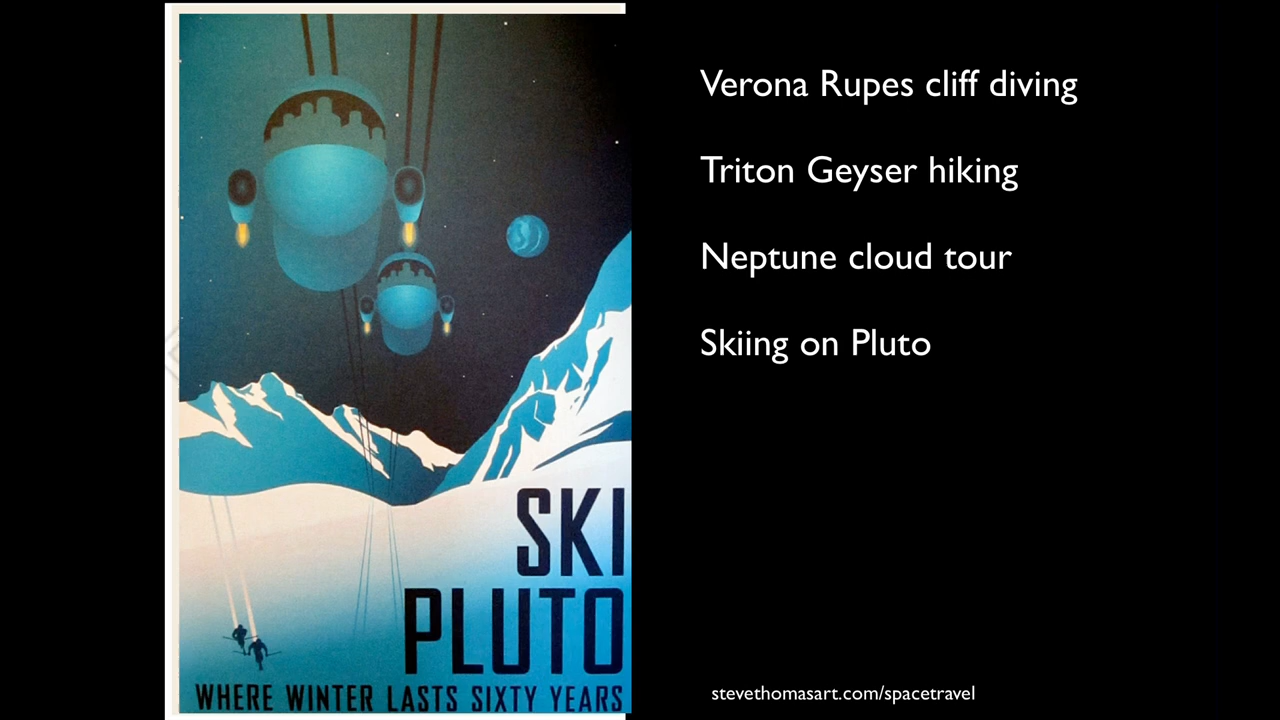 SKI
PLUTO
WHERE WINTER LASTS SIXTY YEARS
Verona Rupes cliff diving
Triton Geyser hiking
Neptune cloud tour
Skiing on Pluto
stevethomasart.com/spacetravel